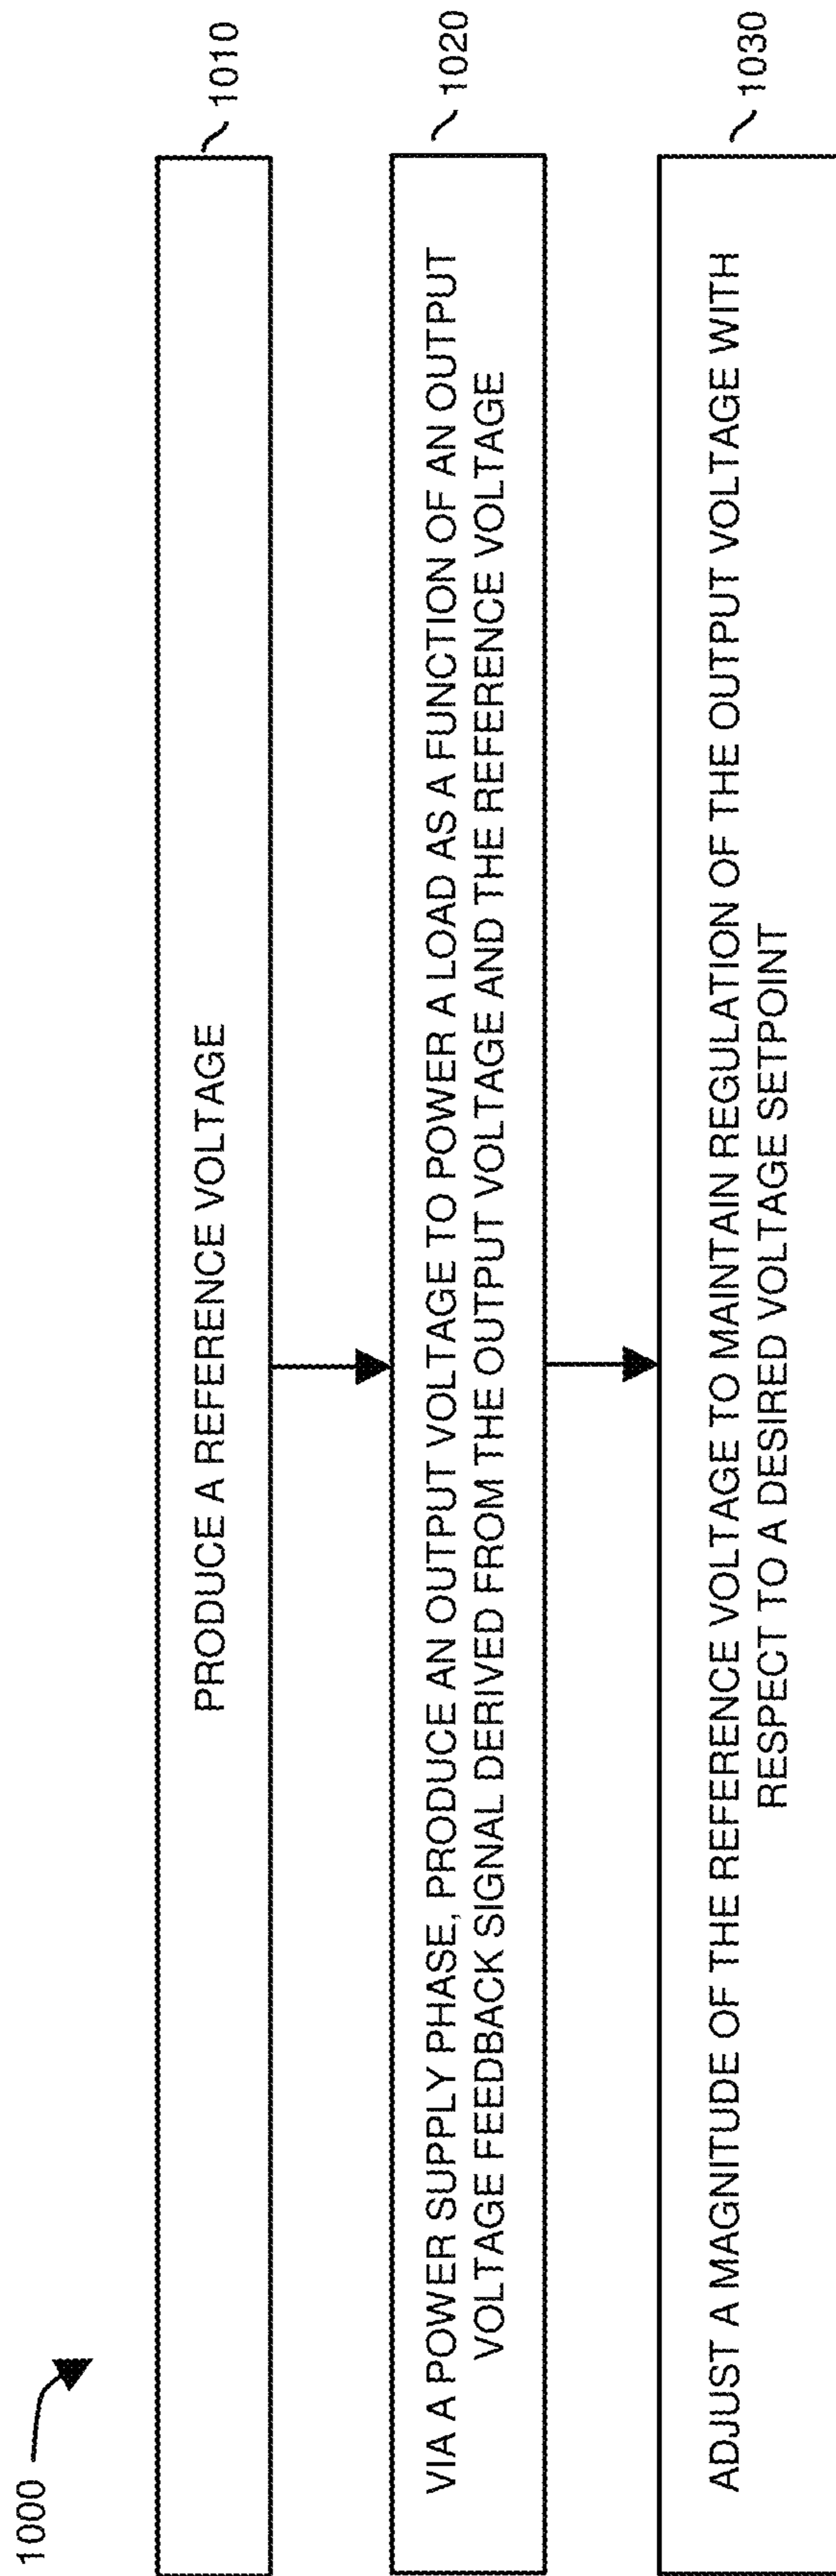 1000
PRODUCE A REFERENCE VOLTAGE
1010
VIA A POWER SUPPLY PHASE, PRODUCE AN OUTPUT VOLTAGE TO POWER A LOAD AS A FUNCTION OF AN OUTPUT
VOLTAGE FEEDBACK SIGNAL DERIVED FROM THE OUTPUT VOLTAGE AND THE REFERENCE VOLTAGE
1020
ADJUST A MAGNITUDE OF THE REFERENCE VOLTAGE TO MAINTAIN REGULATION OF THE OUTPUT VOLTAGE WITH
RESPECT TO A DESIRED VOLTAGE SETPOINT
1030